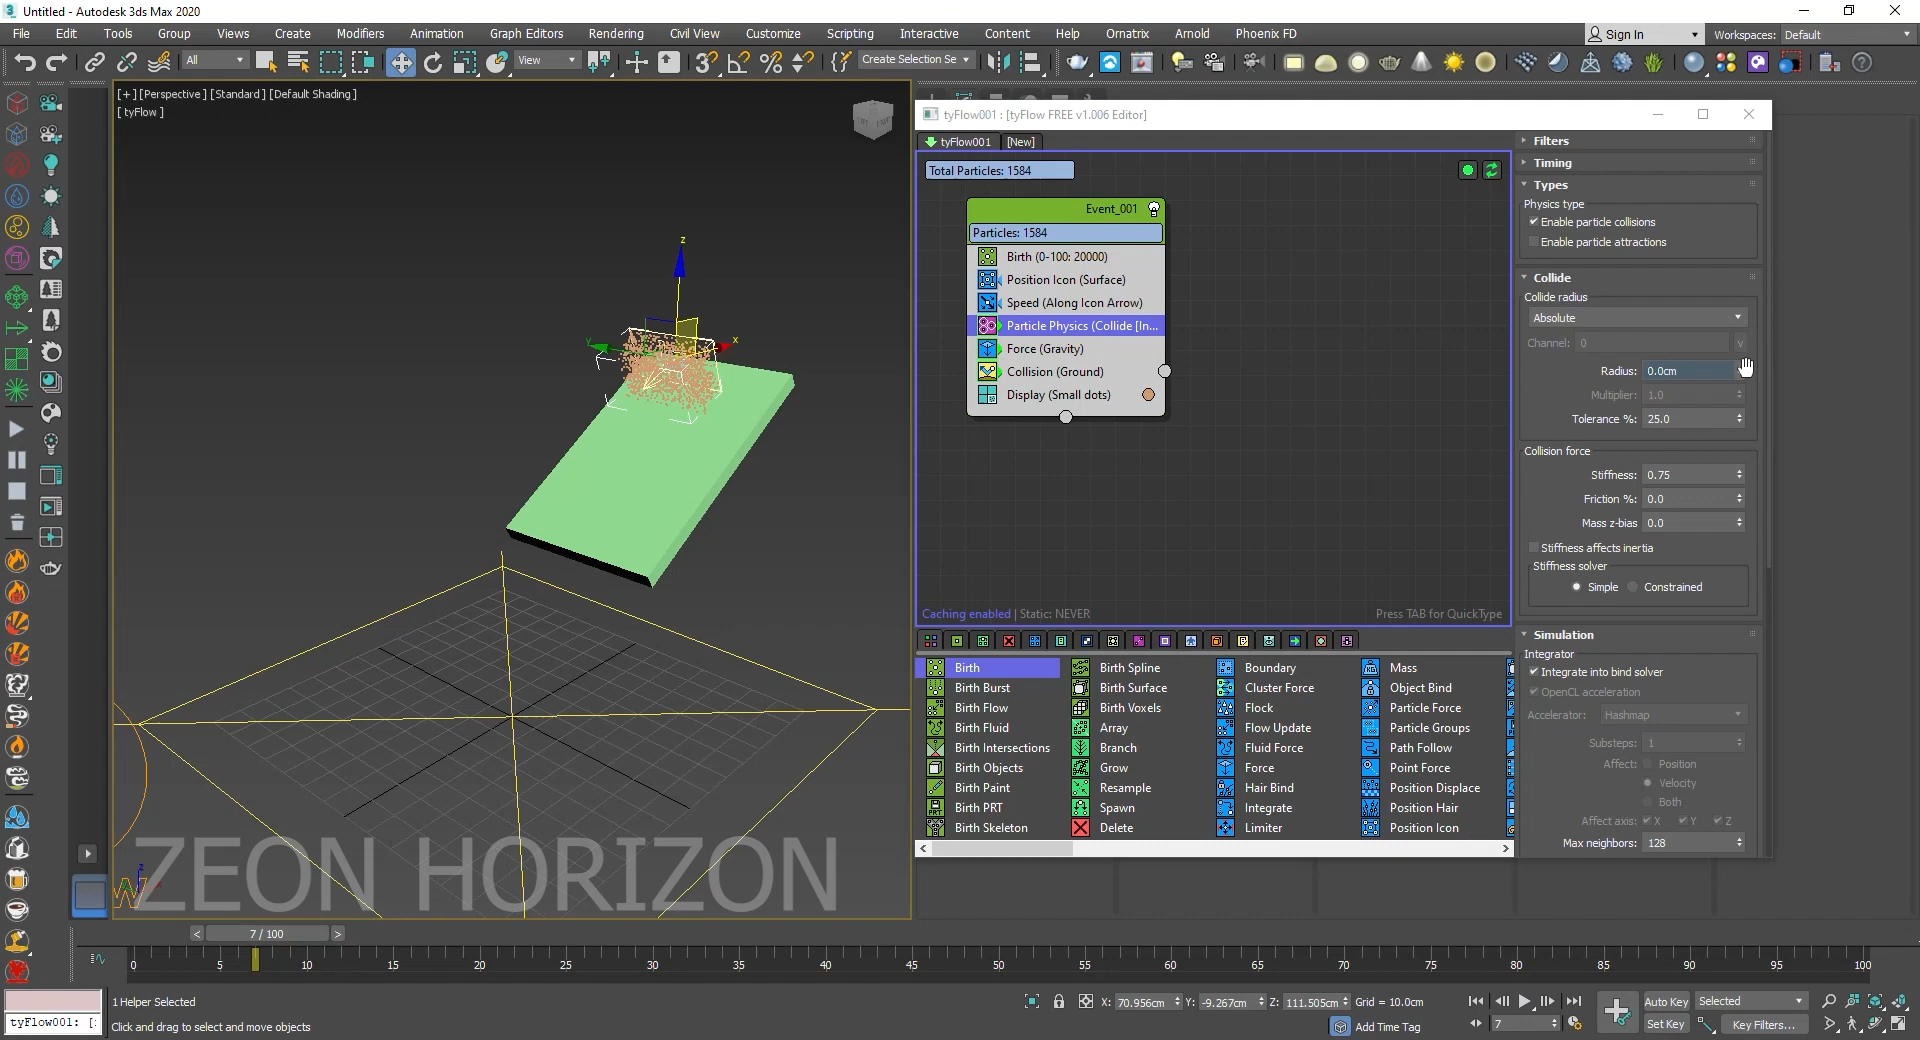 Untitled - Autodesk 3ds Max 2020
File Edit Tools Group Views Create Modifiers Animation Graph Editors Rendering Civil View Customize Scripting Interactive Content Help Ornatrix Arnold Phoenix FD
Sign In Workspaces: Default
All View Create Selection Se
[+] [Perspective] [Standard] [Default Shading]
[ tyFlow ]
tyFlow001 : [tyFlow FREE v1.006 Editor]
tyFlow001 [New]
Total Particles: 1584
Event_001
Particles: 1584
Birth (0-100: 20000)
Position Icon (Surface)
Speed (Along Icon Arrow)
Particle Physics (Collide [In...
Force (Gravity)
Collision (Ground)
Display (Small dots)
Caching enabled | Static: NEVER Press TAB for QuickType
Filters
Timing
Types
Physics type
Enable particle collisions
Enable particle attractions
Collide
Collide radius
Absolute
Channel: 0 v
Radius: 0.0cm
Multiplier: 1.0
Tolerance %: 25.0
Collision force
Stiffness: 0.75
Friction %: 0.0
Mass z-bias 0.0
Stiffness affects inertia
Stiffness solver
Simple Constrained
Simulation
Integrator
Integrate into bind solver
OpenCL acceleration
Accelerator: Hashmap
Substeps: 1
Affect: Position
Velocity
Both
Affect axis: X Y Z
Max neighbors: 128
Birth Birth Spline Boundary Mass
Birth Burst Birth Surface Cluster Force Object Bind
Birth Flow Birth Voxels Flock Particle Force
Birth Fluid Array Flow Update Particle Groups
Birth Intersections Branch Fluid Force Path Follow
Birth Objects Grow Force Point Force
Birth Paint Resample Hair Bind Position Displace
Birth PRT Spawn Integrate Position Hair
Birth Skeleton Delete Limiter Position Icon
z
y x
ZEON HORIZON
< 7 / 100 >
0 5 10 15 20 25 30 35 40 45 50 55 60 65 70 75 80 85 90 95 100
1 Helper Selected
X: 70.956cm Y: -9.267cm Z: 111.505cm Grid = 10.0cm
Auto Key Selected
tyFlow001: [
Click and drag to select and move objects
Add Time Tag
7
Set Key Key Filters...